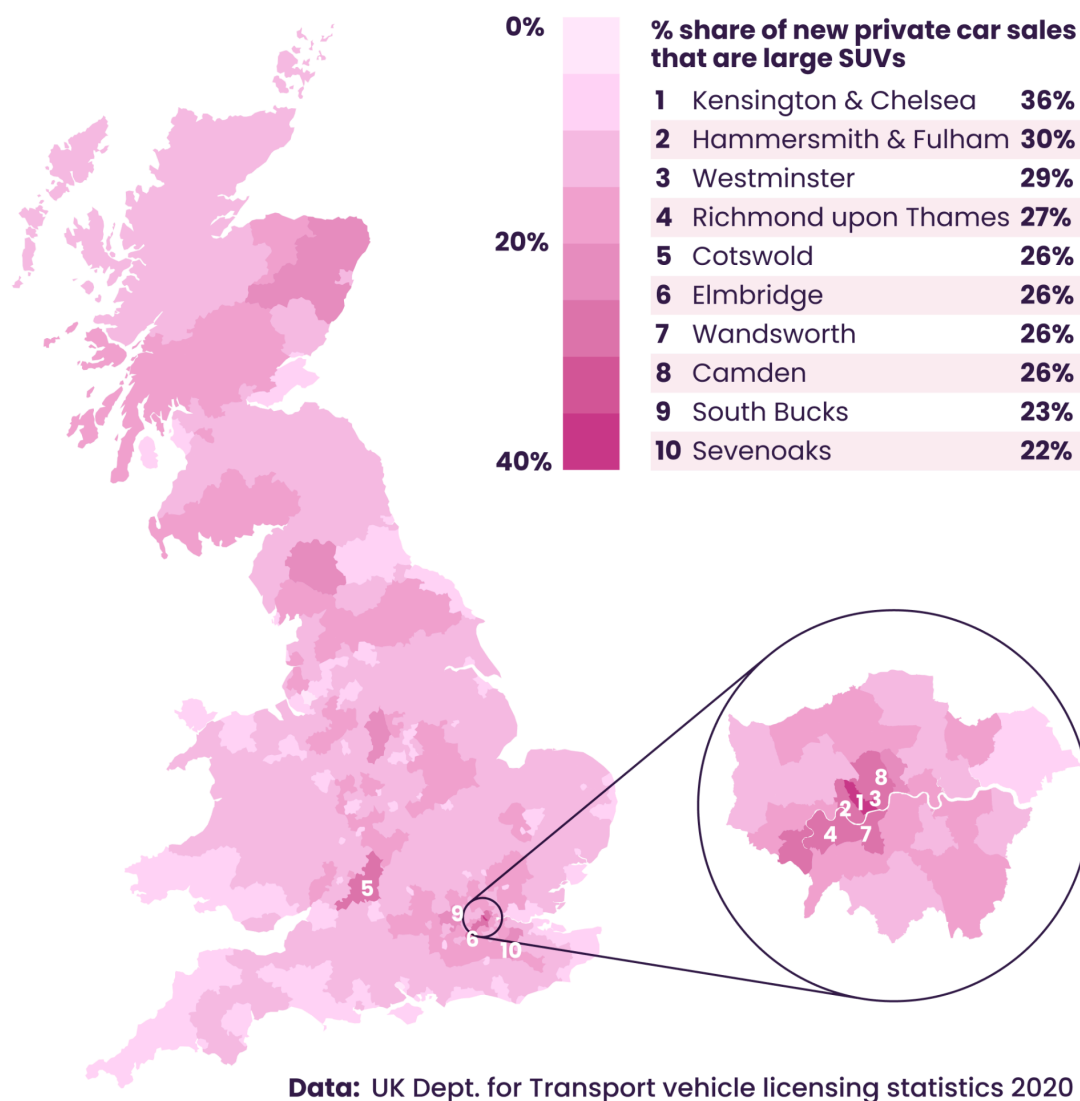 0%
20%
40%
% share of new private car sales
that are large SUVs
1 Kensington & Chelsea 36%
2 Hammersmith & Fulham 30%
3 Westminster 29%
4 Richmond upon Thames 27%
5 Cotswold 26%
6 Elmbridge 26%
7 Wandsworth 26%
8 Camden 26%
9 South Bucks 23%
10 Sevenoaks 22%
8
1 3
2
4 7
5
9
6
10
Data: UK Dept. for Transport vehicle licensing statistics 2020